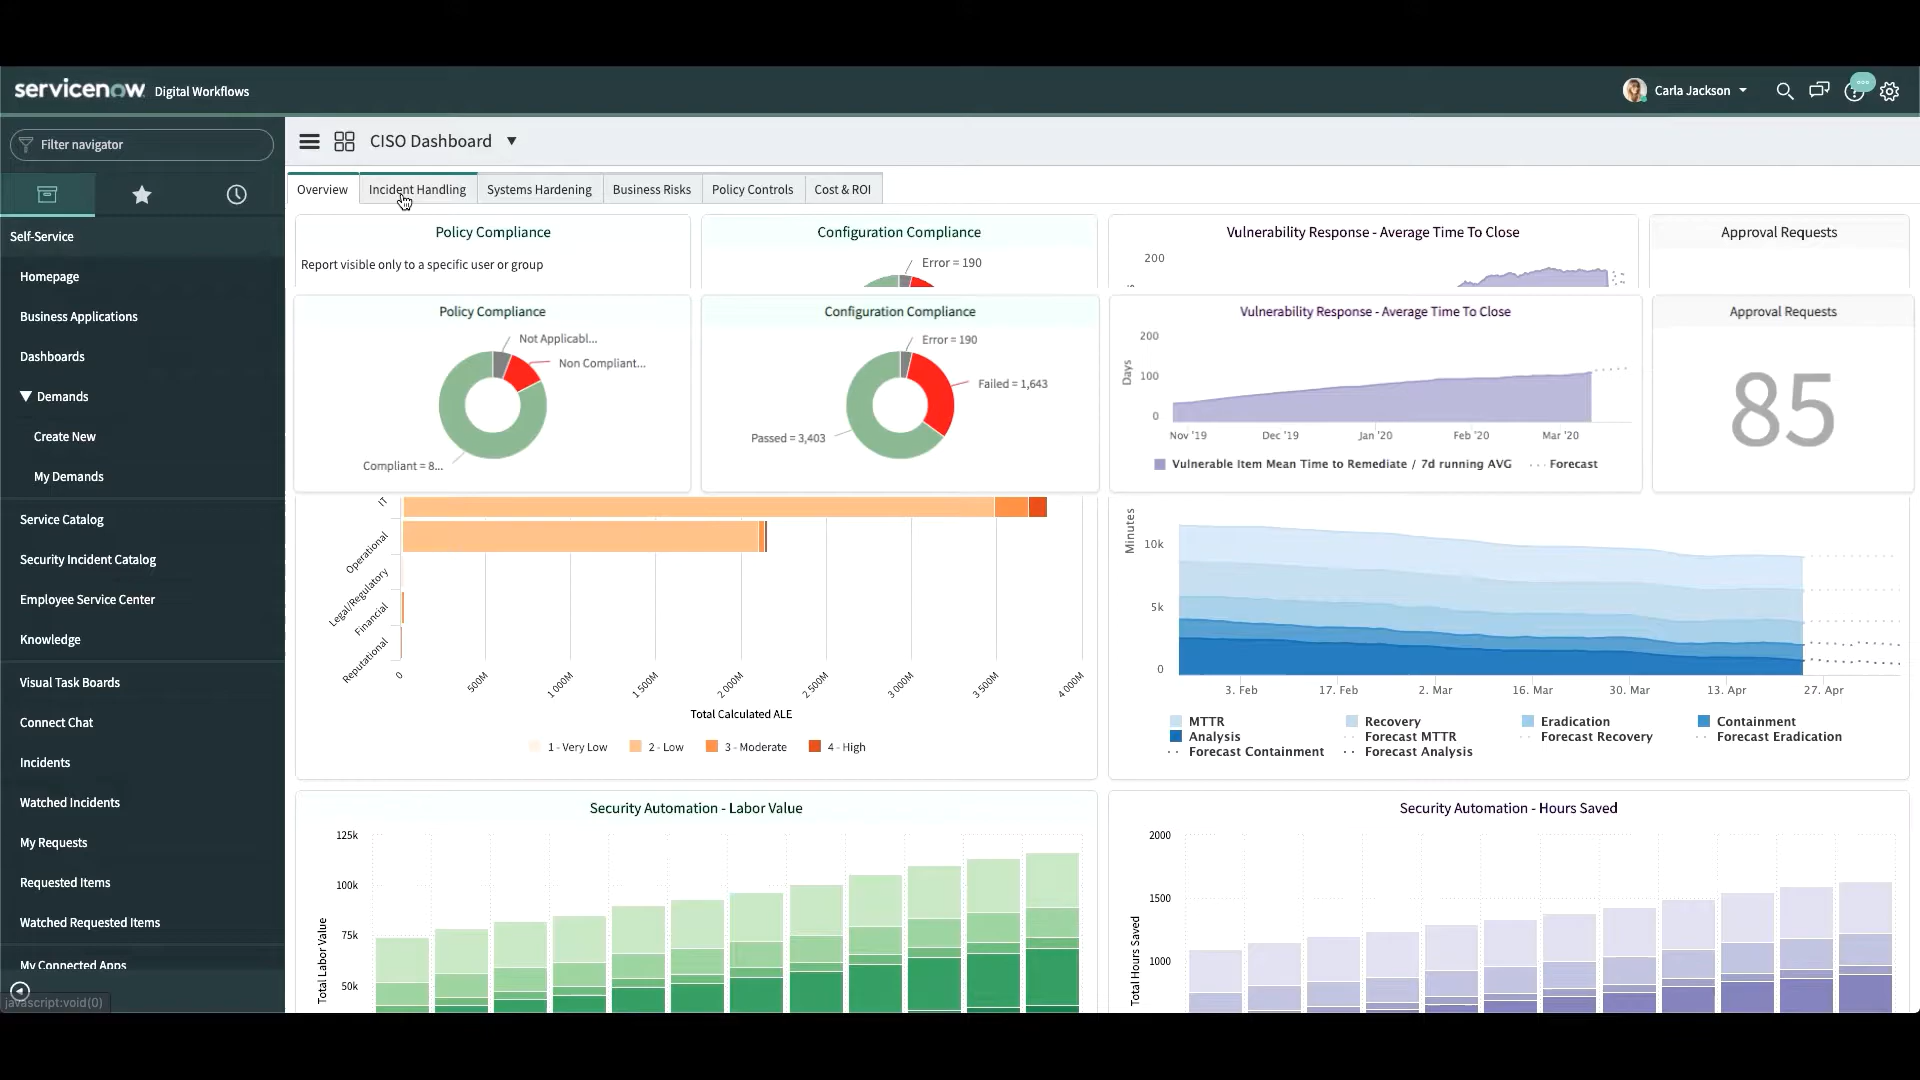 servicenow Digital Workflows
Carla Jackson
Filter navigator
CISO Dashboard
Overview Incident Handling Systems Hardening Business Risks Policy Controls Cost & ROI
Self-Service
Homepage
Business Applications
Dashboards
Demands
Create New
My Demands
Service Catalog
Security Incident Catalog
Employee Service Center
Knowledge
Visual Task Boards
Connect Chat
Incidents
Watched Incidents
My Requests
Requested Items
Watched Requested Items
My Connected Apps
javascript:void(0)
Policy Compliance
Report visible only to a specific user or group
Configuration Compliance
Error = 190
Vulnerability Response - Average Time To Close
200
Approval Requests
Policy Compliance
Not Applicabl...
Non Compliant...
Compliant = 8...
Configuration Compliance
Error = 190
Failed = 1,643
Passed = 3,403
Vulnerability Response - Average Time To Close
Days
200
100
0
Nov '19 Dec '19 Jan '20 Feb '20 Mar '20
Vulnerable Item Mean Time to Remediate / 7d running AVG Forecast
Approval Requests
85
IT
Operational
Legal/Regulatory
Financial
Reputational
0 500M 1 000M 1 500M 2 000M 2 500M 3 000M 3 500M 4 000M
Total Calculated ALE
1 - Very Low 2 - Low 3 - Moderate 4 - High
Minutes
10k
5k
0
3. Feb 17. Feb 2. Mar 16. Mar 30. Mar 13. Apr 27. Apr
MTTR Recovery Eradication Containment
Analysis Forecast MTTR Forecast Recovery Forecast Eradication
Forecast Containment Forecast Analysis
Security Automation - Labor Value
Total Labor Value
125k
100k
75k
50k
Security Automation - Hours Saved
Total Hours Saved
2000
1500
1000